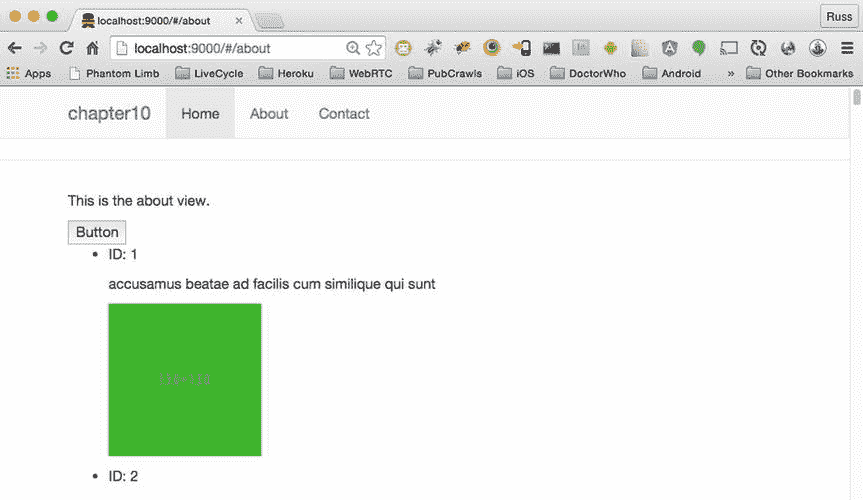 localhost:9000/#/about
Russ
localhost:9000/#/about
Apps Phantom Limb LiveCycle Heroku WebRTC PubCrawls iOS DoctorWho Android » Other Bookmarks
chapter10 Home About Contact
This is the about view.
Button
ID: 1
accusamus beatae ad facilis cum similique qui sunt
ID: 2